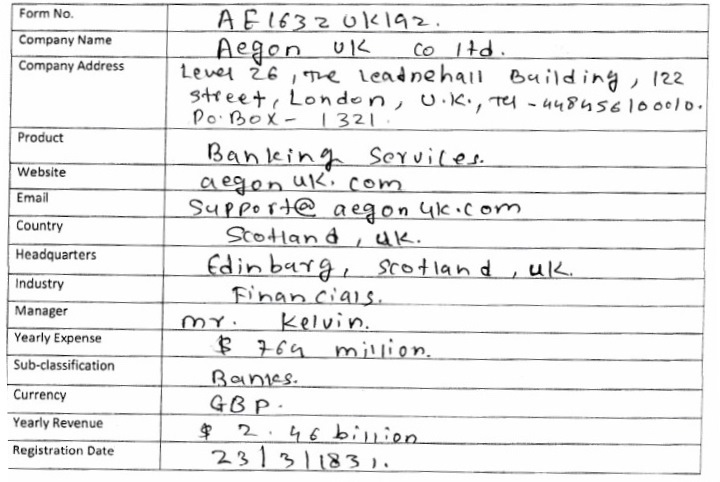 Form No. AE1632UK192.
Company Name Aegon UK Co ltd.
Company Address Level 26, The Leadnehall Building, 122
Street, London, U.K., Tel - 448456100010.
P.O. Box - 1321.
Product Banking Services.
Website aegonuk.com
Email Support@aegonuk.com
Country Scotland, UK.
Headquarters Edinburg, Scotland, UK.
Industry Financials.
Manager Mr. Kelvin.
Yearly Expense $ 764 million.
Sub-classification Banks.
Currency GBP.
Yearly Revenue $ 2.46 billion
Registration Date 23/3/1831.